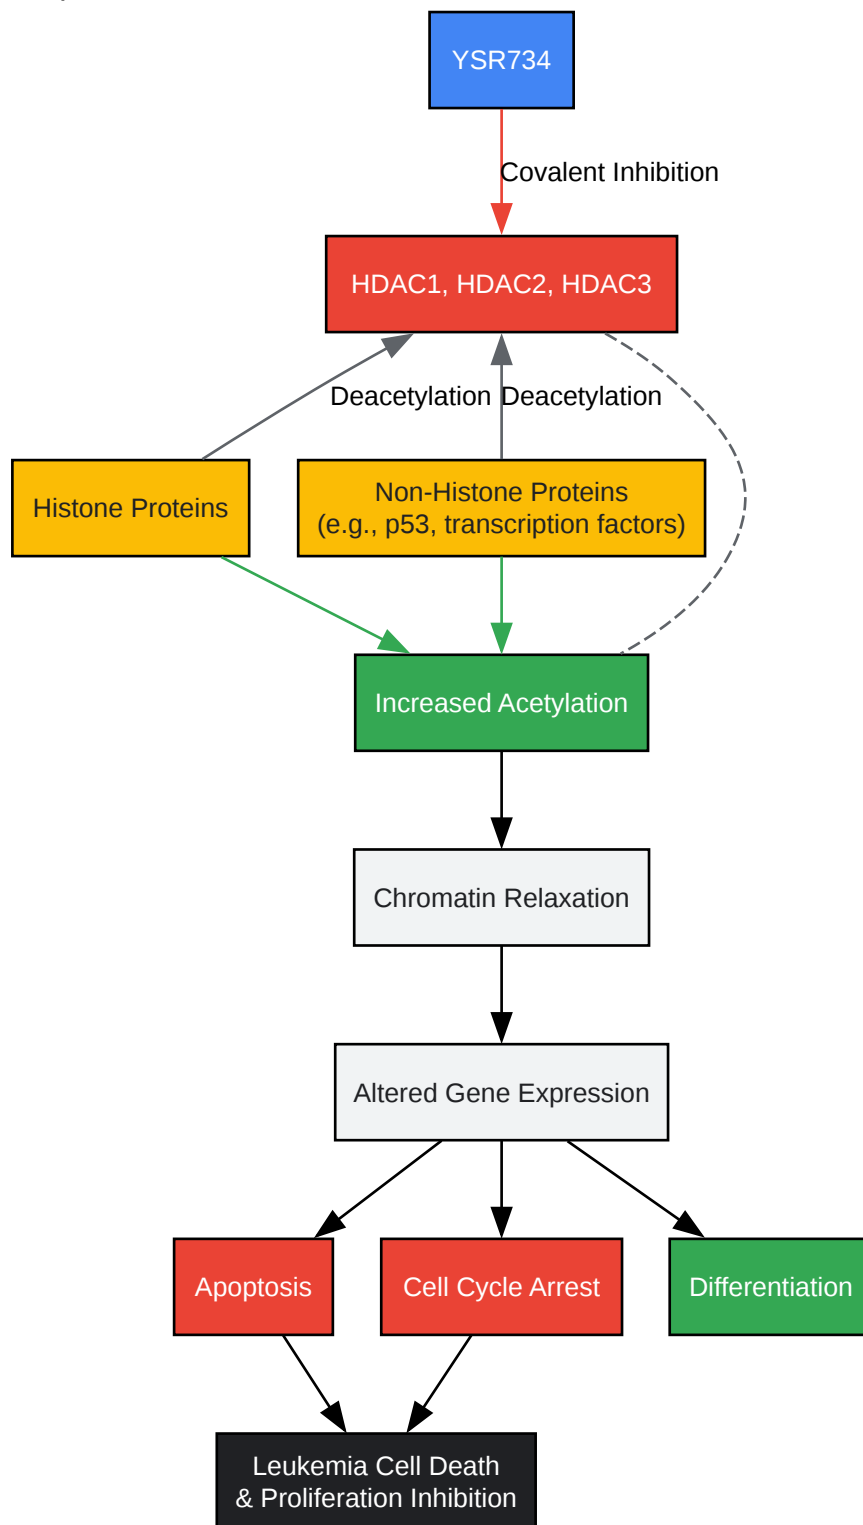 YSR734
Covalent Inhibition
HDAC1, HDAC2, HDAC3
Deacetylation
Deacetylation
Histone Proteins
Non-Histone Proteins
(e.g., p53, transcription factors)
Increased Acetylation
Chromatin Relaxation
Altered Gene Expression
Apoptosis
Cell Cycle Arrest
Differentiation
Leukemia Cell Death
& Proliferation Inhibition